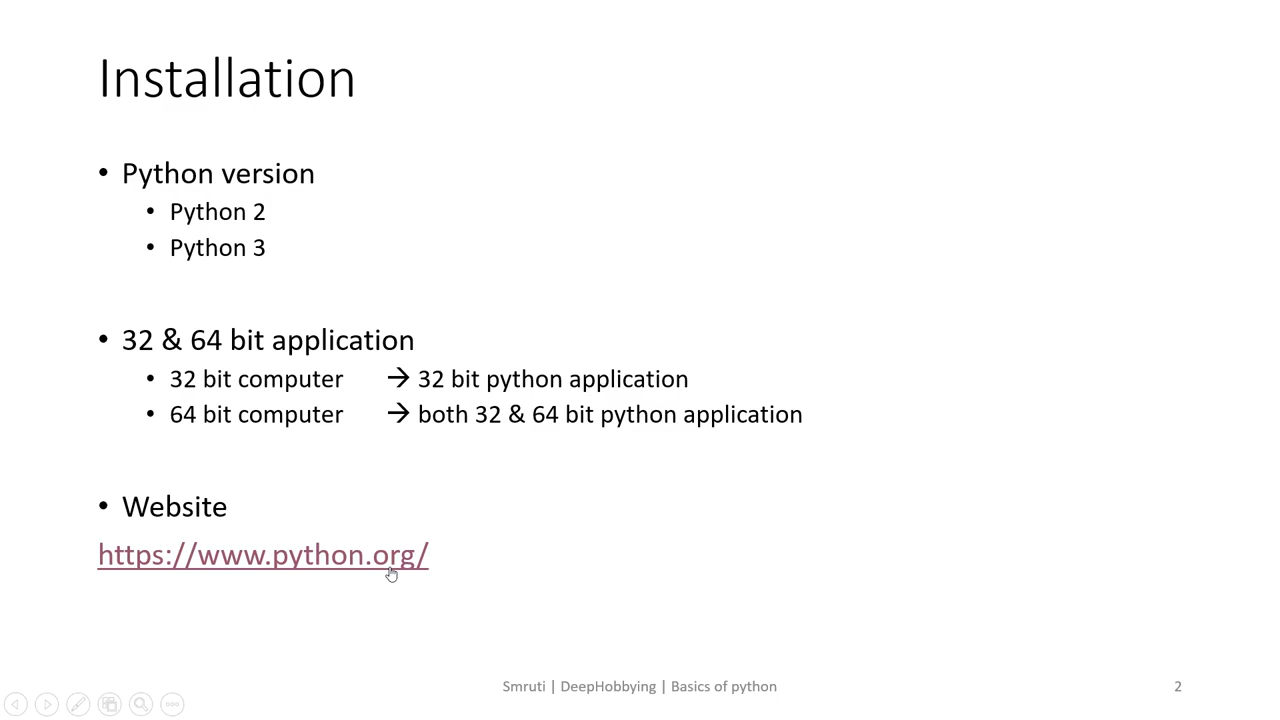 Installation
• Python version
• Python 2
• Python 3
• 32 & 64 bit application
• 32 bit computer → 32 bit python application
• 64 bit computer → both 32 & 64 bit python application
• Website
https://www.python.org/
Smruti | DeepHobbying | Basics of python
2